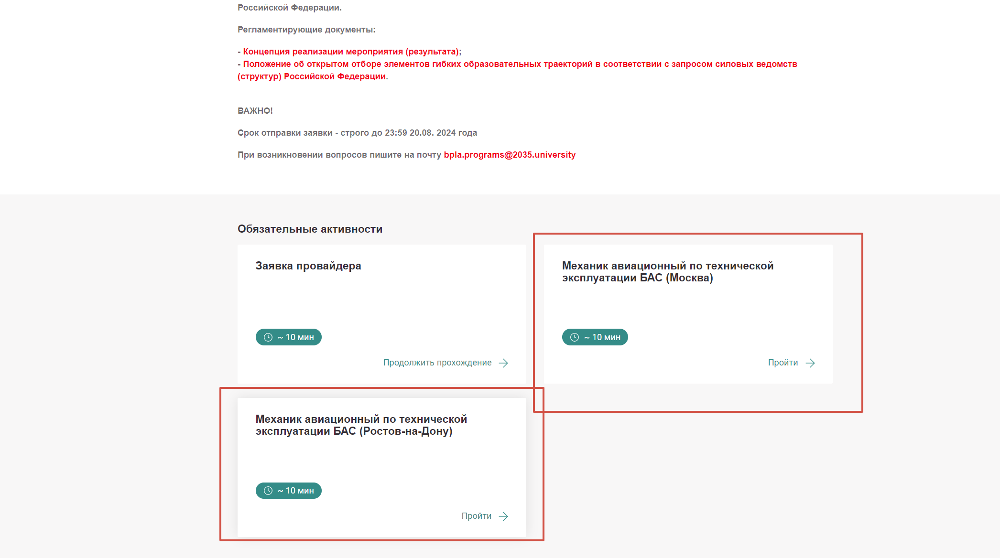 Российской Федерации.
Регламентирующие документы:
- Концепция реализации мероприятия (результата);
- Положение об открытом отборе элементов гибких образовательных траекторий в соответствии с запросом силовых ведомств
(структур) Российской Федерации.
ВАЖНО!
Срок отправки заявки - строго до 23:59 20.08. 2024 года
При возникновении вопросов пишите на почту bpla.programs@2035.university
Обязательные активности
Заявка провайдера
~ 10 мин
Продолжить прохождение
Механик авиационный по технической
эксплуатации БАС (Москва)
~ 10 мин
Пройти
Механик авиационный по технической
эксплуатации БАС (Ростов-на-Дону)
~ 10 мин
Пройти